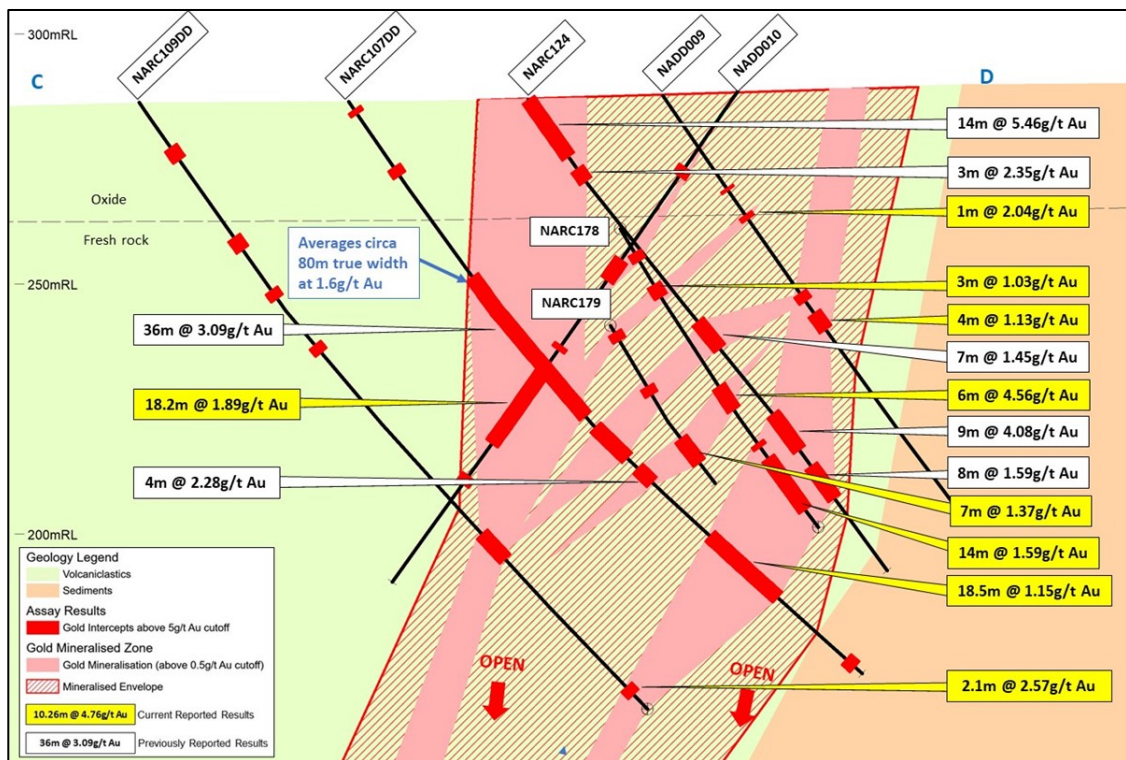 300mRL
C
NARC109DD
NARC107DD
NARC124
NADD009
NADD010
D
14m @ 5.46g/t Au
3m @ 2.35g/t Au
1m @ 2.04g/t Au
Oxide
Fresh rock
NARC178
Averages circa
80m true width
at 1.6g/t Au
250mRL
3m @ 1.03g/t Au
NARC179
4m @ 1.13g/t Au
36m @ 3.09g/t Au
7m @ 1.45g/t Au
18.2m @ 1.89g/t Au
6m @ 4.56g/t Au
9m @ 4.08g/t Au
4m @ 2.28g/t Au
8m @ 1.59g/t Au
7m @ 1.37g/t Au
200mRL
14m @ 1.59g/t Au
18.5m @ 1.15g/t Au
Geology Legend
Volcaniclastics
Sediments
Assay Results
Gold Intercepts above 5g/t Au cutoff
Gold Mineralised Zone
Gold Mineralisation (above 0.5g/t Au cutoff)
Mineralised Envelope
10.26m @ 4.76g/t Au Current Reported Results
36m @ 3.09g/t Au Previously Reported Results
OPEN
OPEN
2.1m @ 2.57g/t Au